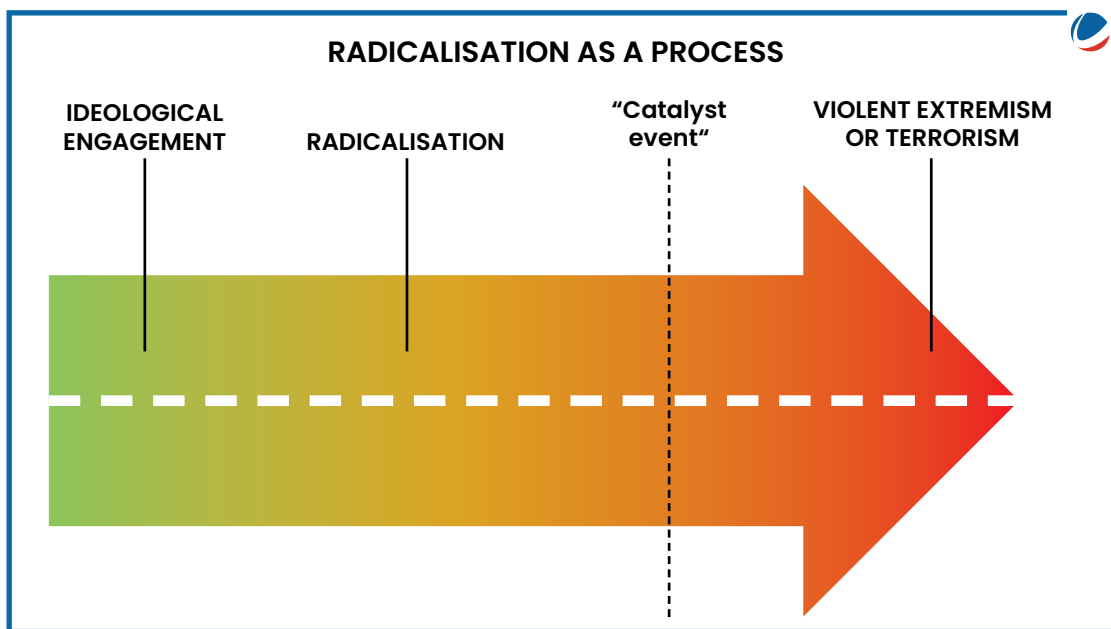 RADICALISATION AS A PROCESS
IDEOLOGICAL
ENGAGEMENT
RADICALISATION
“Catalyst
event“
VIOLENT EXTREMISM
OR TERRORISM